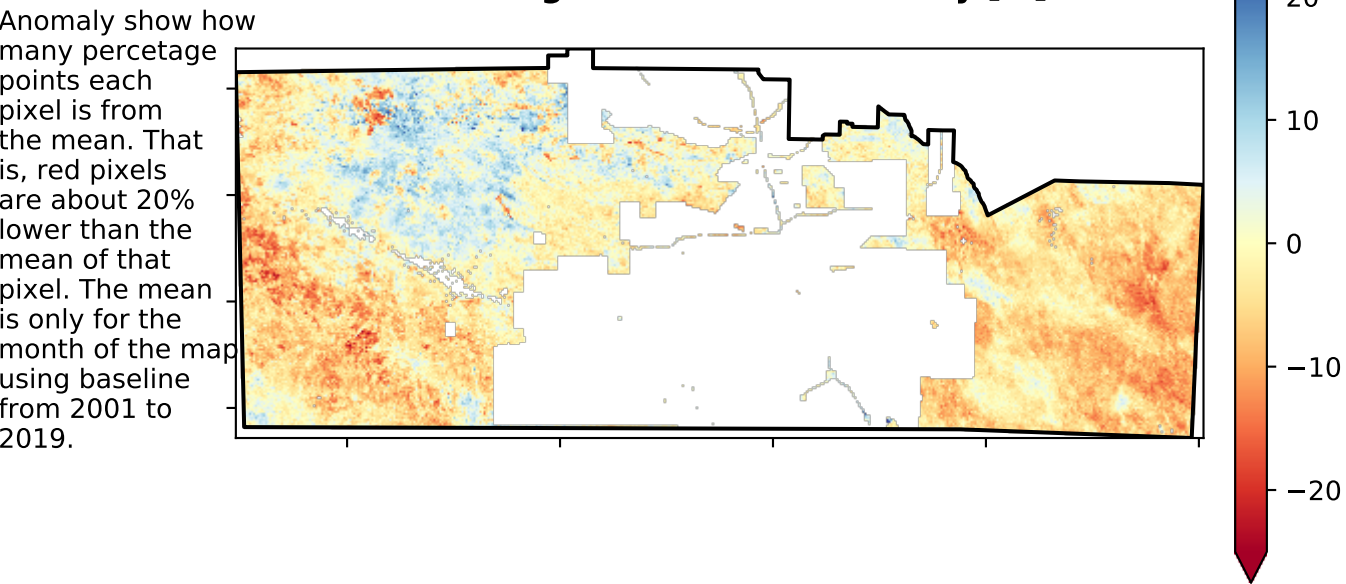 Anomaly show how
many percetage
points each
pixel is from
the mean. That
is, red pixels
are about 20%
lower than the
mean of that
pixel. The mean
is only for the
month of the map
using baseline
from 2001 to
2019.
20
10
0
−10
−20